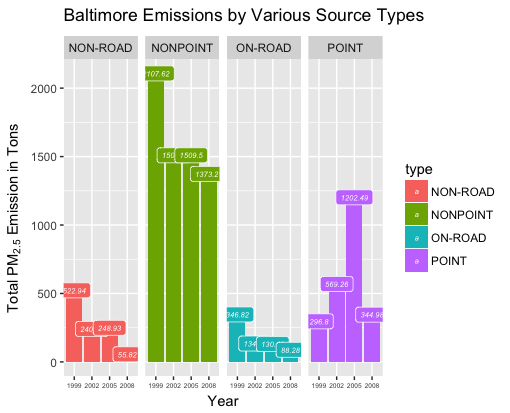 Baltimore Emissions by Various Source Types
NON-ROAD NONPOINT ON-ROAD POINT
Total PM2.5 Emission in Tons
2000
1500
1000
500
0
522.94 248.93 55.82
1509.5 1373.2
346.82 88.28
296.8 569.26 1202.49 344.98
1999 2002 2005 2008 1999 2002 2005 2008 1999 2002 2005 2008 1999 2002 2005 2008
Year
type
a NON-ROAD
a NONPOINT
a ON-ROAD
a POINT